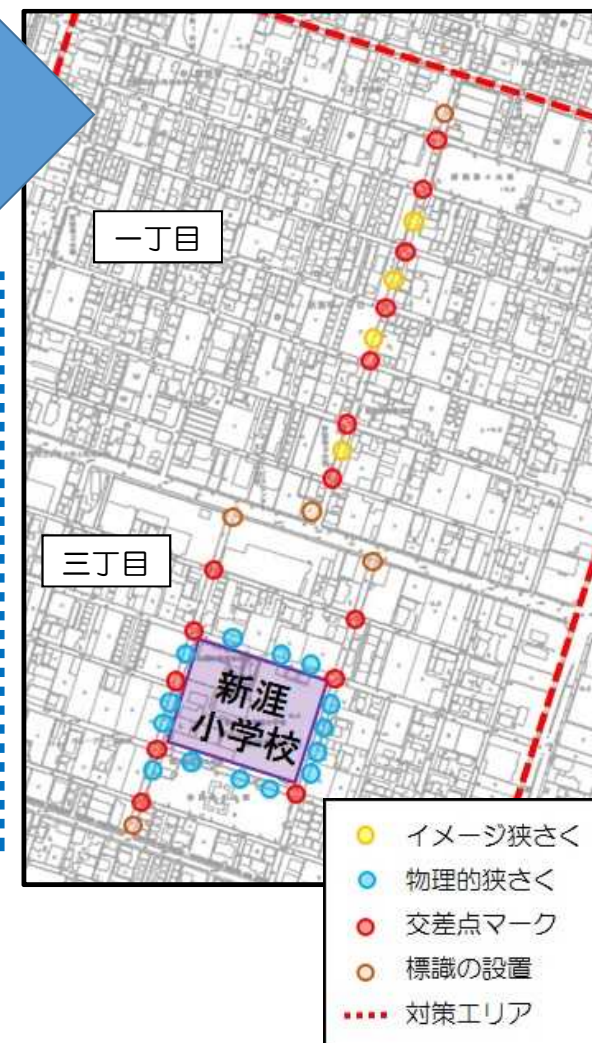 一丁目
三丁目
新涯
小学校
イメージ狭さく
物理的狭さく
交差点マーク
標識の設置
対策エリア